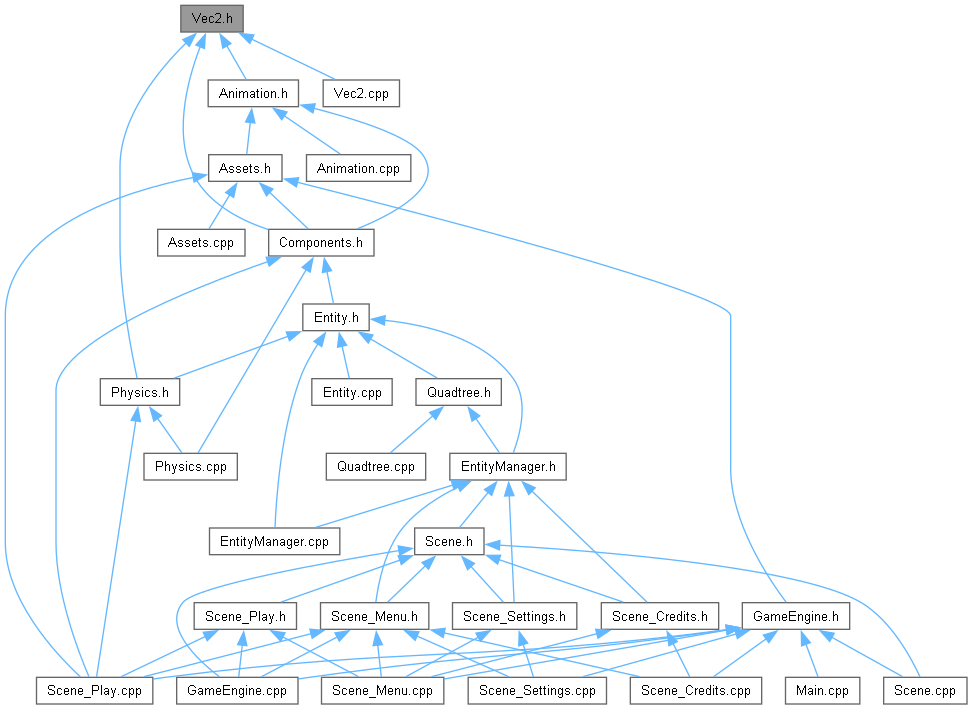 Vec2.h
Animation.h
Vec2.cpp
Assets.h
Animation.cpp
Assets.cpp
Components.h
Entity.h
Physics.h
Entity.cpp
Quadtree.h
Physics.cpp
Quadtree.cpp
EntityManager.h
EntityManager.cpp
Scene.h
Scene_Play.h
Scene_Menu.h
Scene_Settings.h
Scene_Credits.h
GameEngine.h
Scene_Play.cpp
GameEngine.cpp
Scene_Menu.cpp
Scene_Settings.cpp
Scene_Credits.cpp
Main.cpp
Scene.cpp